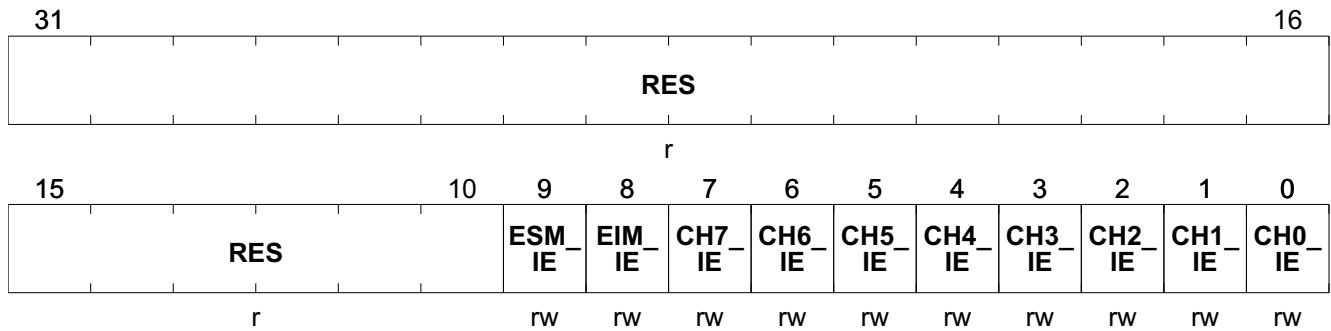 31 16
RES
r
15 10 9 8 7 6 5 4 3 2 1 0
RES ESM_ EIM_ CH7_ CH6_ CH5_ CH4_ CH3_ CH2_ CH1_ CH0_
IE IE IE IE IE IE IE IE IE IE
r rw rw rw rw rw rw rw rw rw rw